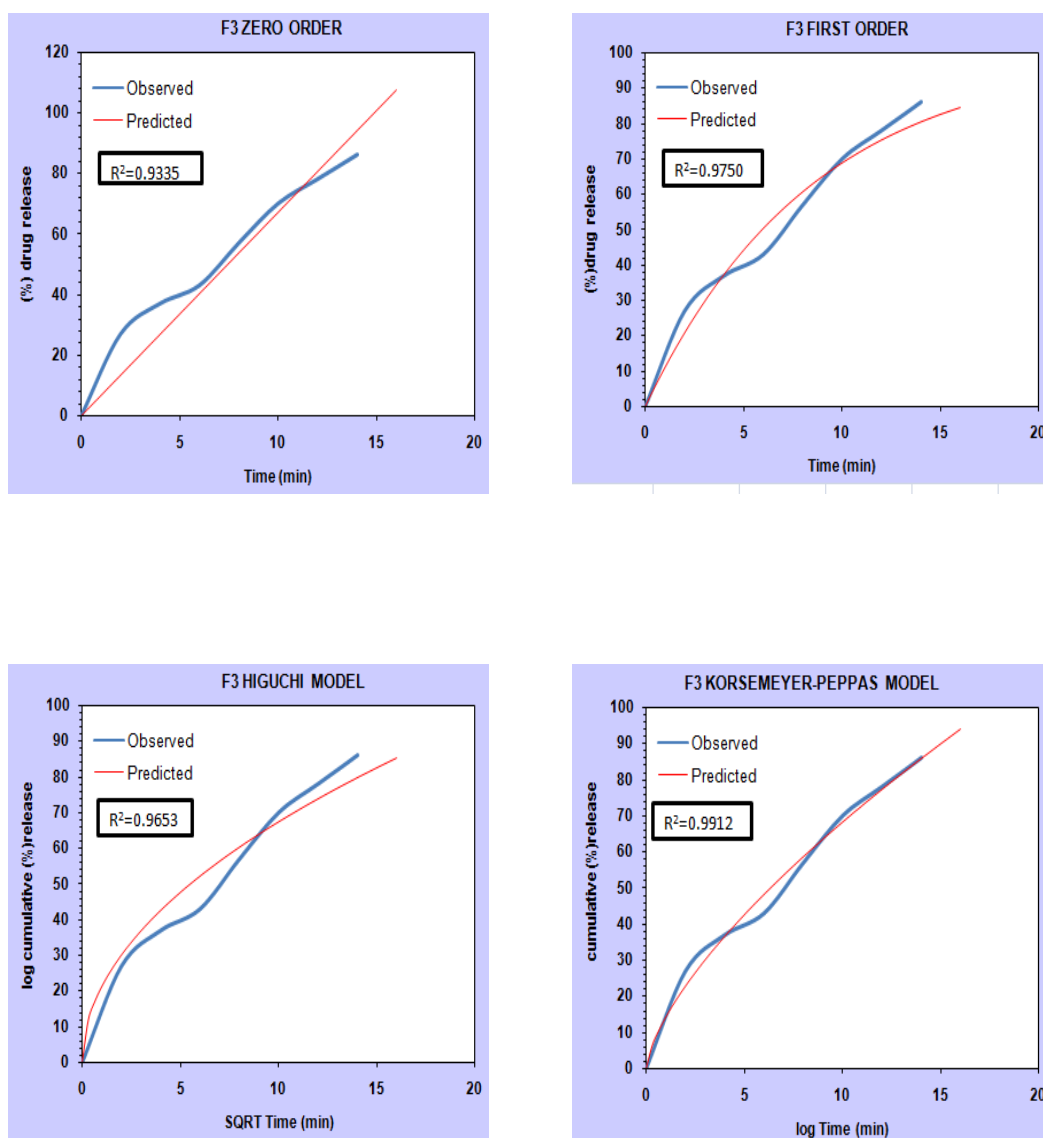 F3 ZERO ORDER
120
100
80
60
40
20
0
(%) drug release
Observed
Predicted
R²=0.9335
0 5 10 15 20
Time (min)
F3 FIRST ORDER
100
90
80
70
60
50
40
30
20
10
0
(%)drug release
Observed
Predicted
R²=0.9750
0 5 10 15 20
Time (min)
F3 HIGUCHI MODEL
100
90
80
70
60
50
40
30
20
10
0
log cumulative (%)release
Observed
Predicted
R²=0.9653
0 5 10 15 20
SQRT Time (min)
F3 KORSEMEYER-PEPPAS MODEL
100
90
80
70
60
50
40
30
20
10
0
cumulative (%)release
Observed
Predicted
R²=0.9912
0 5 10 15 20
log Time (min)